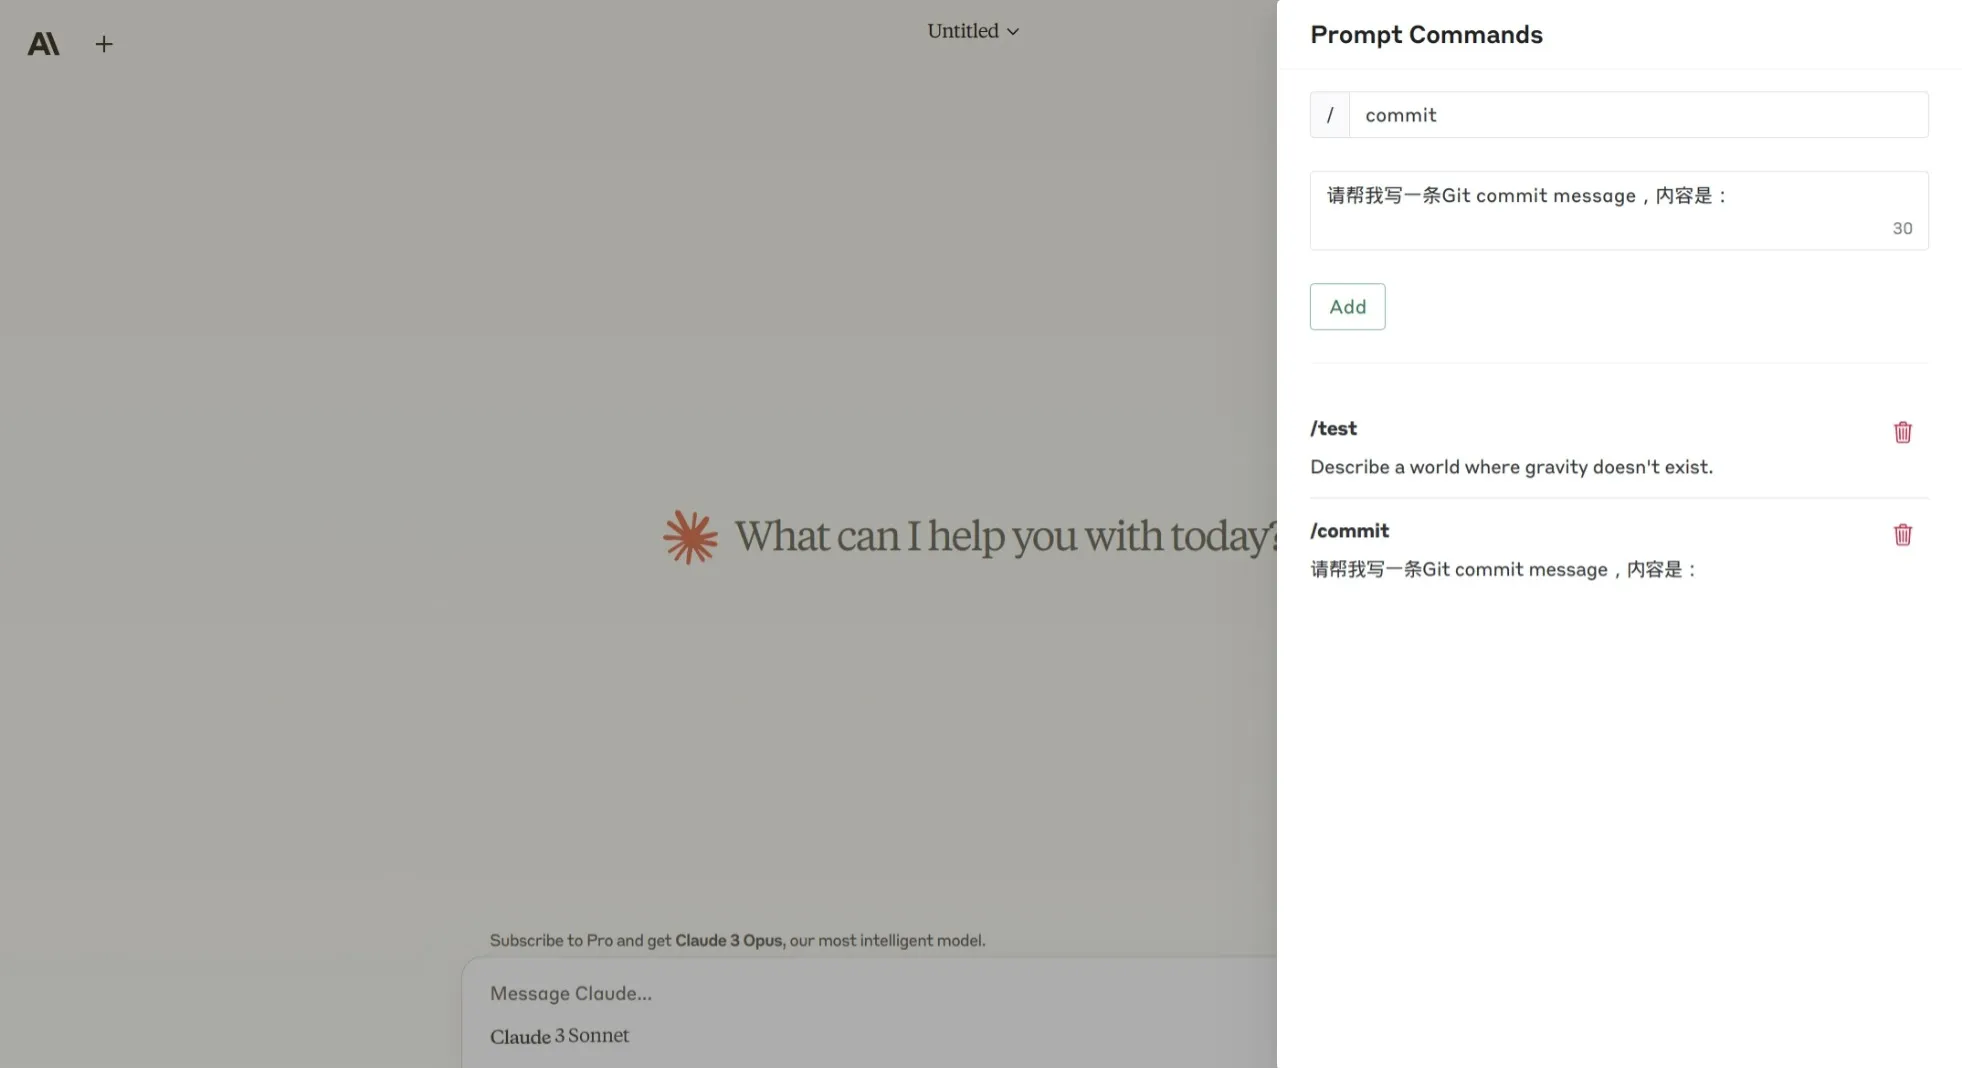 Untitled
What can I help you with today?
Subscribe to Pro and get Claude 3 Opus, our most intelligent model.
Message Claude...
Claude 3 Sonnet
Prompt Commands
/ commit
请帮我写一条Git commit message，内容是：
30
Add
/test
Describe a world where gravity doesn't exist.
/commit
请帮我写一条Git commit message，内容是：